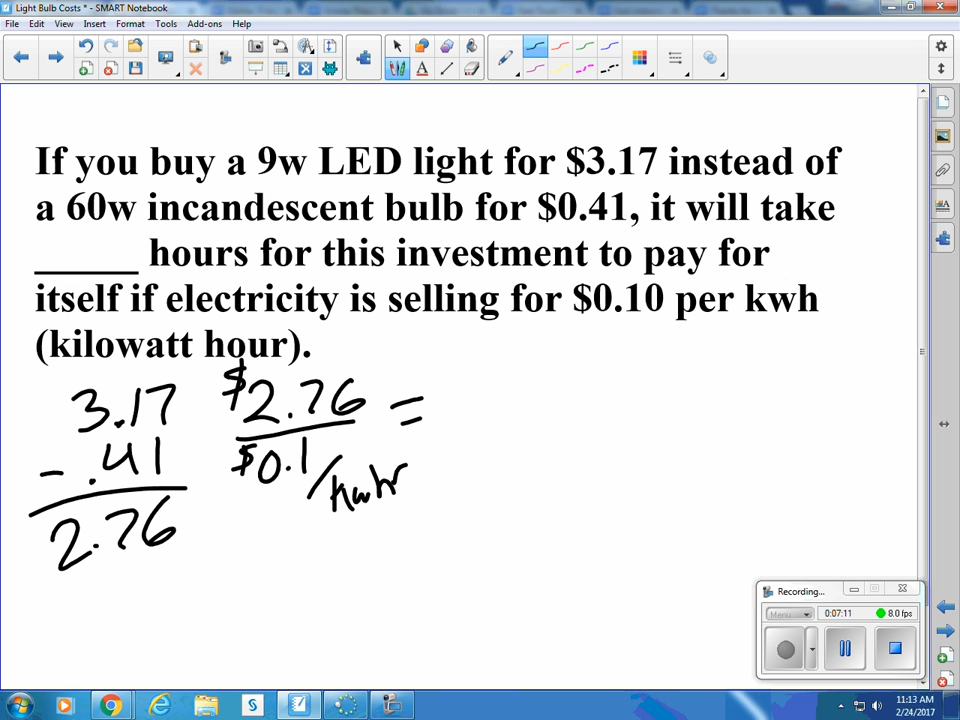 Light Bulb Costs * - SMART Notebook
File Edit View Insert Format Tools Add-ons Help
If you buy a 9w LED light for $3.17 instead of
a 60w incandescent bulb for $0.41, it will take
_____ hours for this investment to pay for
itself if electricity is selling for $0.10 per kwh
(kilowatt hour).
3.17
- .41
2.76
$2.76 =
$0.1/kwhr
Recording...
Menu 0:07:11 8.0 fps
11:13 AM
2/24/2017